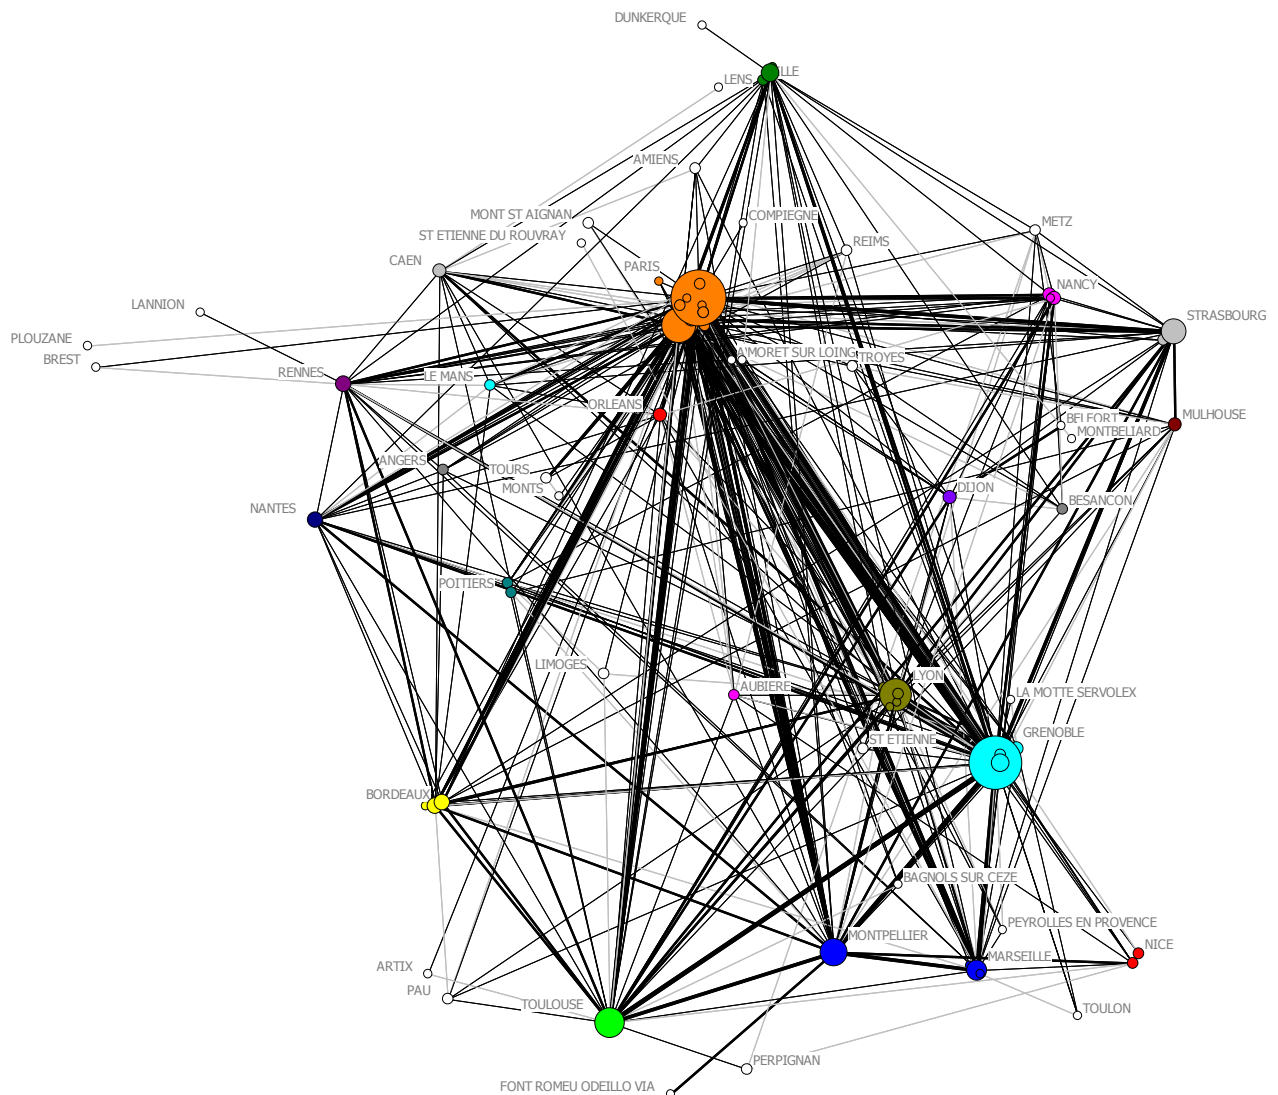 DUNKERQUE
LENS
AMIENS
MONT ST AIGNAN
COMPIEGNE
METZ
ST ETIENNE DU ROUVRAY
REIMS
CAEN
PARIS
NANCY
LANNION
STRASBOURG
PLOUZANE
BREST
MORET SUR LOING
TROYES
RENNES
LE MANS
ORLEANS
MULHOUSE
BELFORT
MONTBELIARD
ANGERS
TOURS
MONTS
DIJON
BESANCON
NANTES
POITIERS
LIMOGES
LYON
AUBIERE
LA MOTTE SERVOLEX
GRENOBLE
ST ETIENNE
BORDEAUX
BAGNOLS SUR CEZE
PEYROLLES EN PROVENCE
MONTPELLIER
NICE
MARSEILLE
ARTIX
PAU
TOULOUSE
TOULON
PERPIGNAN
FONT ROMEU ODEILLO VIA